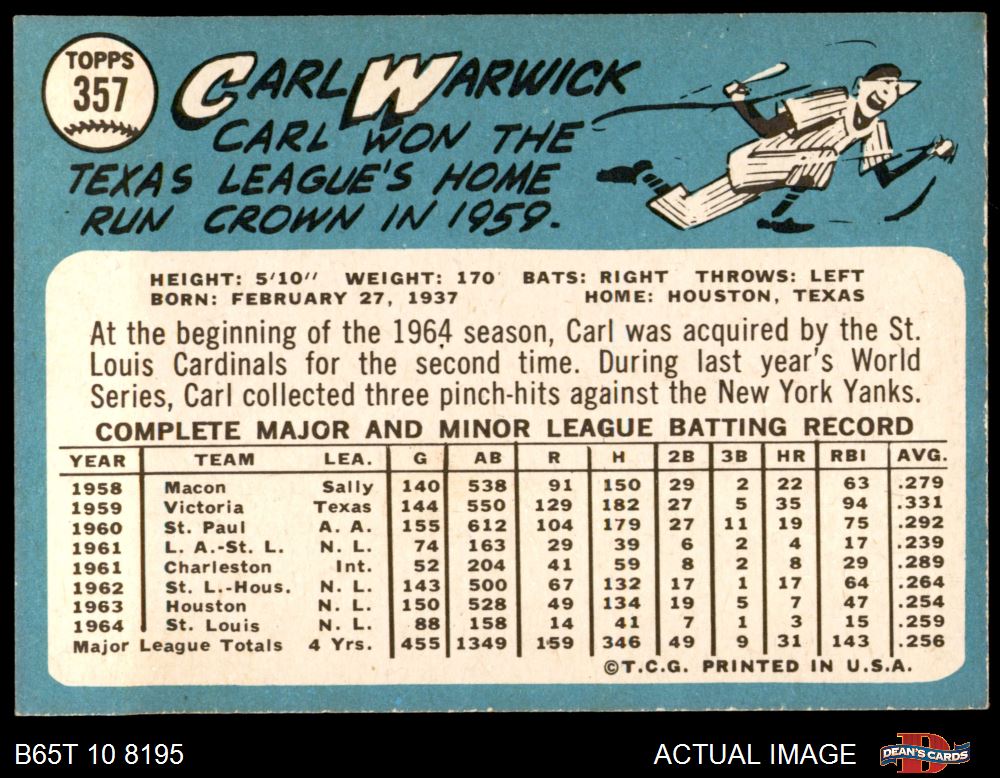 TOPPS
357
CARL WARWICK
CARL WON THE
TEXAS LEAGUE'S HOME
RUN CROWN IN 1959.
HEIGHT: 5'10" WEIGHT: 170 BATS: RIGHT THROWS: LEFT
BORN: FEBRUARY 27, 1937 HOME: HOUSTON, TEXAS
At the beginning of the 1964 season, Carl was acquired by the St.
Louis Cardinals for the second time. During last year's World
Series, Carl collected three pinch-hits against the New York Yanks.
COMPLETE MAJOR AND MINOR LEAGUE BATTING RECORD
YEAR TEAM LEA. G AB R H 2B 3B HR RBI AVG.
1958 Macon Sally 140 538 91 150 29 2 22 63 .279
1959 Victoria Texas 144 550 129 182 27 5 35 94 .331
1960 St. Paul A. A. 155 612 104 179 27 11 19 75 .292
1961 L. A.-St. L. N. L. 74 163 29 39 6 2 4 17 .239
1961 Charleston Int. 52 204 41 59 8 2 8 29 .289
1962 St. L.-Hous. N. L. 143 500 67 132 17 1 17 64 .264
1963 Houston N. L. 150 528 49 134 19 5 7 47 .254
1964 St. Louis N. L. 88 158 14 41 7 1 3 15 .259
Major League Totals 4 Yrs. 455 1349 159 346 49 9 31 143 .256
©T.C.G. PRINTED IN U.S.A.
B65T 10 8195 ACTUAL IMAGE DEAN'S CARDS